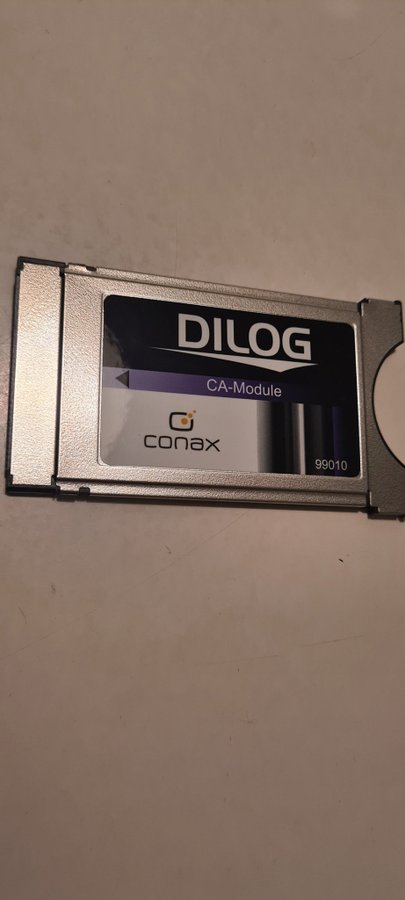 DILOG
CA-Module
conax
99010